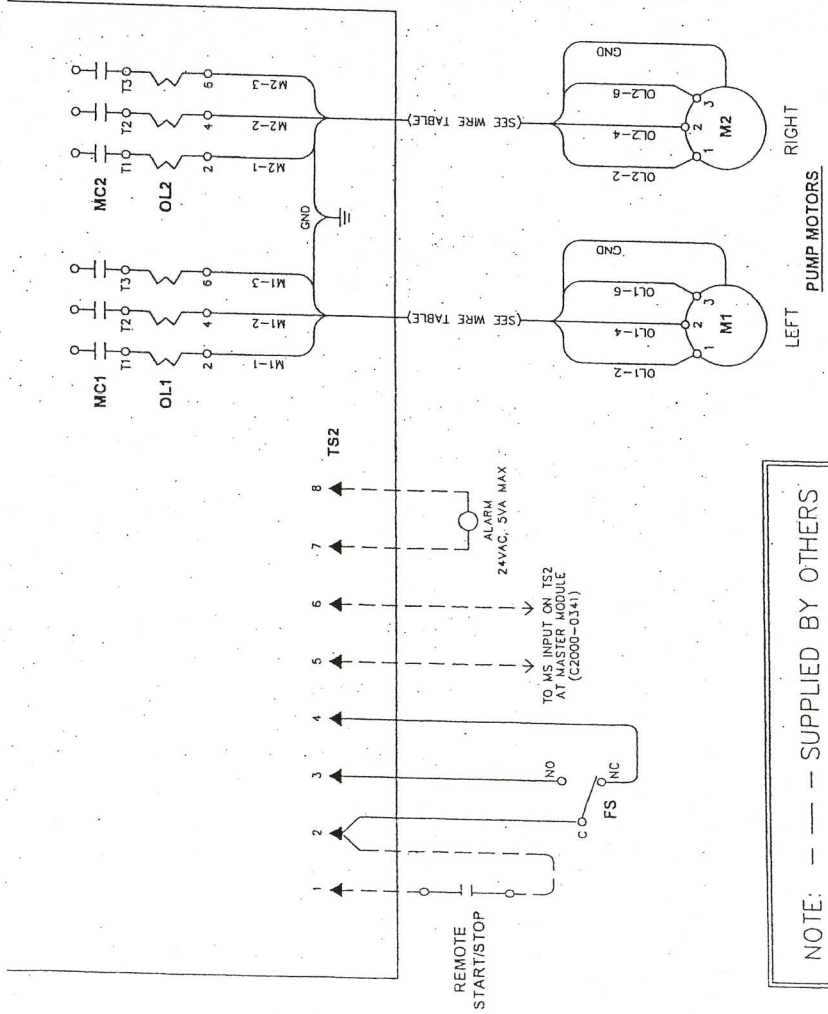 MC1
T1
T2
T3
OL1
2
4
6
M1-1
M1-2
M1-3
MC2
T1
T2
T3
OL2
2
4
6
M2-1
M2-2
M2-3
GND
TS2
1
2
3
4
5
6
7
8
REMOTE
START/STOP
C
NO
NC
FS
TO MS INPUT ON TS2
AT MASTER MODULE
(C2000-0341)
ALARM
24VAC, 5VA MAX
(SEE WIRE TABLE)
(SEE WIRE TABLE)
OL1-2
OL1-4
OL1-6
GND
1
2
3
M1
LEFT
OL2-2
OL2-4
OL2-6
GND
1
2
3
M2
RIGHT
PUMP MOTORS
NOTE: — — — SUPPLIED BY OTHERS